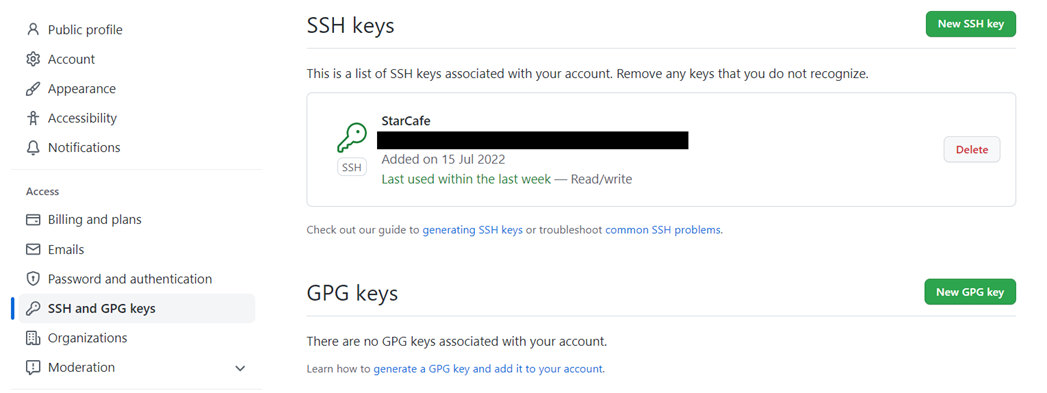 Public profile
Account
Appearance
Accessibility
Notifications
Access
Billing and plans
Emails
Password and authentication
SSH and GPG keys
Organizations
Moderation
SSH keys
New SSH key
This is a list of SSH keys associated with your account. Remove any keys that you do not recognize.
StarCafe
SSH
Added on 15 Jul 2022
Last used within the last week — Read/write
Delete
Check out our guide to generating SSH keys or troubleshoot common SSH problems.
GPG keys
New GPG key
There are no GPG keys associated with your account.
Learn how to generate a GPG key and add it to your account.